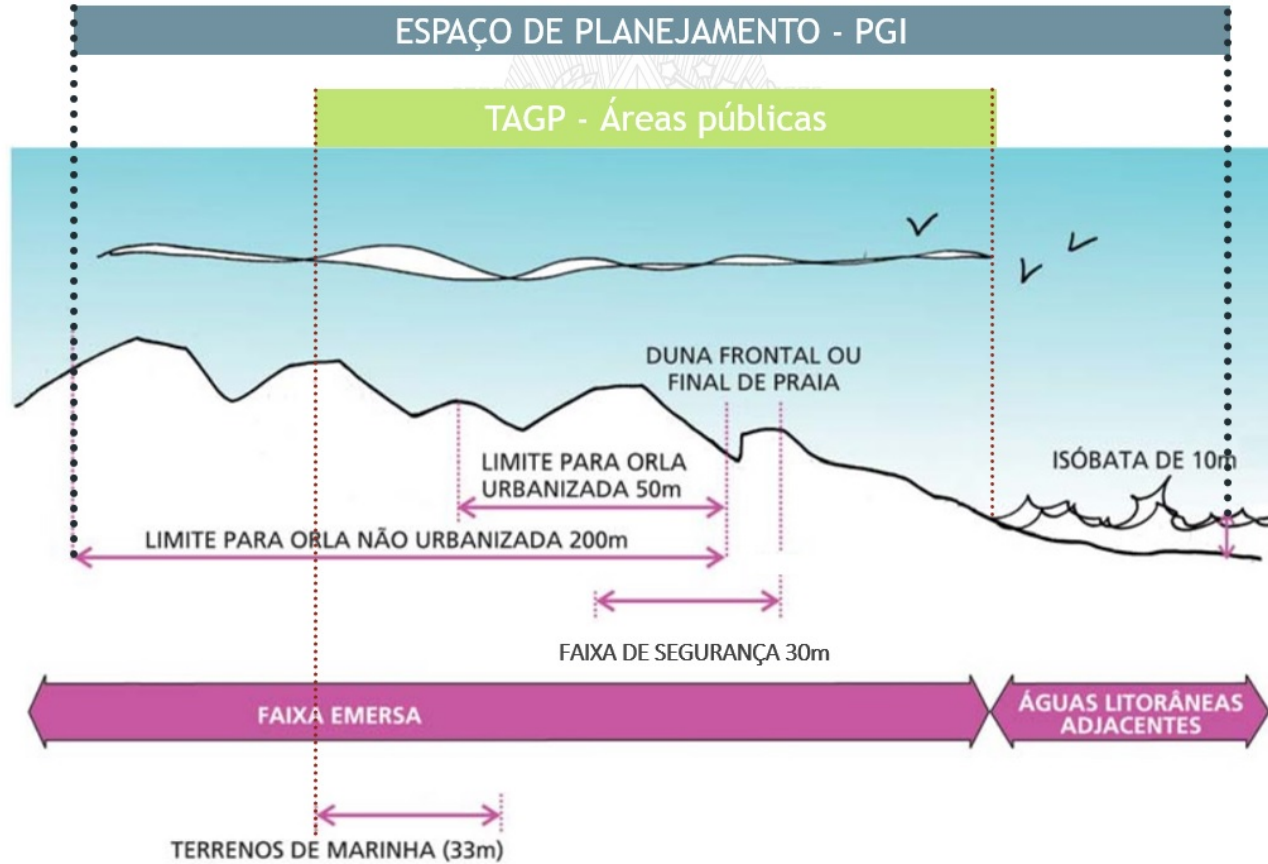 ESPAÇO DE PLANEJAMENTO - PGI
TAGP - Áreas públicas
DUNA FRONTAL OU
FINAL DE PRAIA
LIMITE PARA ORLA
URBANIZADA 50m
ISÓBATA DE 10m
LIMITE PARA ORLA NÃO URBANIZADA 200m
FAIXA DE SEGURANÇA 30m
FAIXA EMERSA
ÁGUAS LITORÂNEAS
ADJACENTES
TERRENOS DE MARINHA (33m)